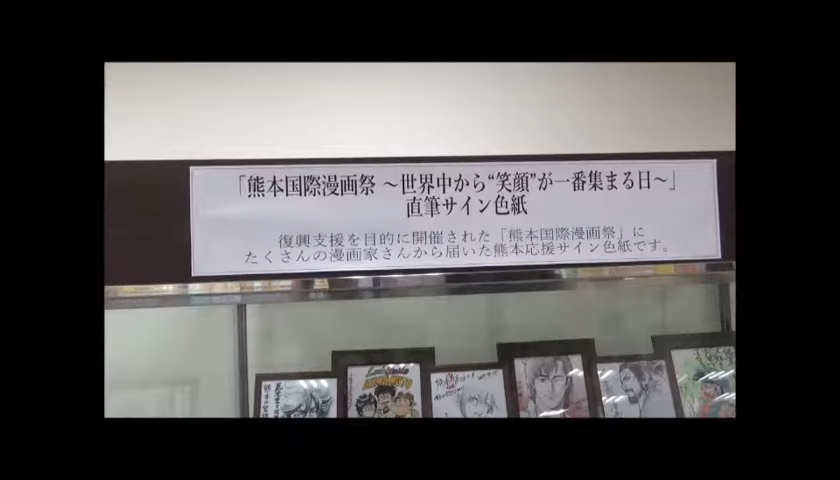 「熊本国際漫画祭 ～世界中から“笑顔”が一番集まる日～」
直筆サイン色紙
復興支援を目的に開催された「熊本国際漫画祭」に
たくさんの漫画家さんから届いた熊本応援サイン色紙です。